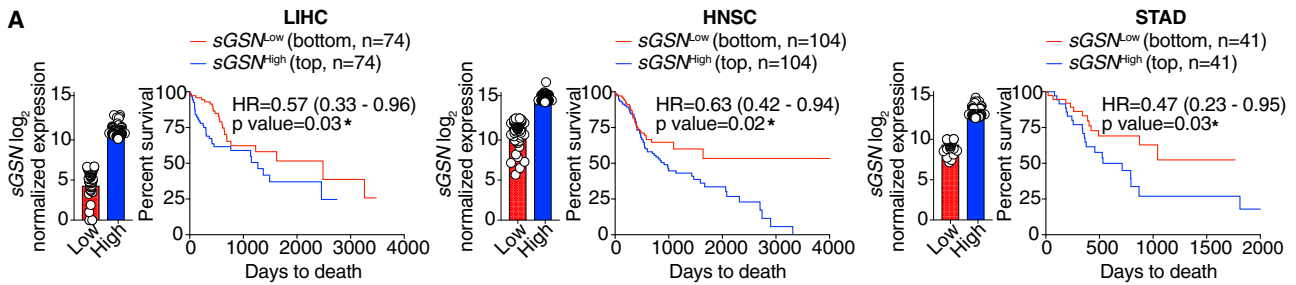 A
LIHC
sGSNLow (bottom, n=74)
sGSNHigh (top, n=74)
sGSN log2
normalized expression
15
10
5
0
Low
High
Percent survival
100
75
50
25
HR=0.57 (0.33 - 0.96)
p value=0.03*
0
1000
2000
3000
4000
Days to death
HNSC
sGSNLow (bottom, n=104)
sGSNHigh (top, n=104)
sGSN log2
normalized expression
15
10
5
0
Low
High
Percent survival
100
75
50
25
0
HR=0.63 (0.42 - 0.94)
p value=0.02*
0
1000
2000
3000
4000
Days to death
STAD
sGSNLow (bottom, n=41)
sGSNHigh (top, n=41)
sGSN log2
normalized expression
15
10
5
0
Low
High
Percent survival
100
75
50
25
0
HR=0.47 (0.23 - 0.95)
p value=0.03*
0
500
1000
1500
2000
Days to death